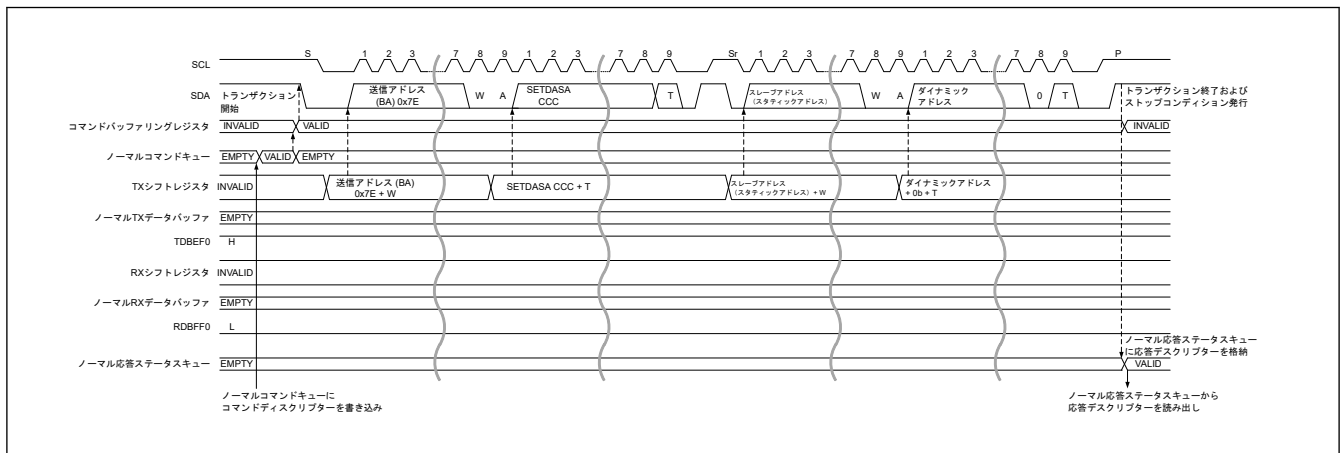 S 1 2 3 7 8 9 1 2 3 7 8 9 Sr 1 2 3 7 8 9 1 2 3 7 8 9 P
SCL
SDA
トランザクション
開始
送信アドレス
(BA) 0x7E
W A
SETDASA
CCC
T
スレーブアドレス
(スタティックアドレス)
W A
ダイナミック
アドレス
0 T
トランザクション終了および
ストップコンディション発行
コマンドバッファリングレジスタ INVALID VALID INVALID
ノーマルコマンドキュー EMPTY VALID EMPTY
TXシフトレジスタ INVALID
送信アドレス (BA)
0x7E + W
SETDASA CCC + T
スレーブアドレス
(スタティックアドレス) + W
ダイナミックアドレス
+ 0b + T
ノーマルTXデータバッファ EMPTY
TDBEF0 H
RXシフトレジスタ INVALID
ノーマルRXデータバッファ EMPTY
RDBFF0 L
ノーマル応答ステータスキュー
に応答デスクリプターを格納
ノーマル応答ステータスキュー EMPTY VALID
ノーマルコマンドキューに
コマンドディスクリプターを書き込み
ノーマル応答ステータスキューから
応答デスクリプターを読み出し